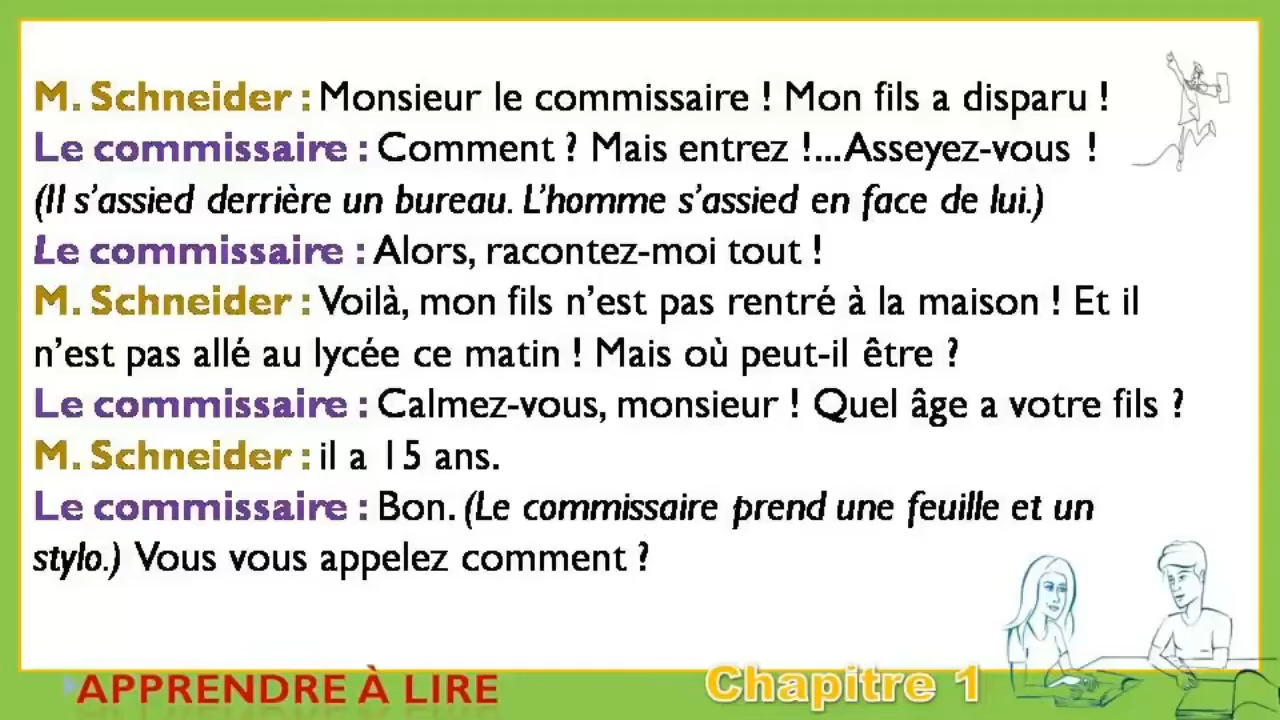 M. Schneider : Monsieur le commissaire ! Mon fils a disparu !
Le commissaire : Comment ? Mais entrez !...Asseyez-vous !
(Il s’assied derrière un bureau. L’homme s’assied en face de lui.)
Le commissaire : Alors, racontez-moi tout !
M. Schneider : Voilà, mon fils n’est pas rentré à la maison ! Et il
n’est pas allé au lycée ce matin ! Mais où peut-il être ?
Le commissaire : Calmez-vous, monsieur ! Quel âge a votre fils ?
M. Schneider : il a 15 ans.
Le commissaire : Bon. (Le commissaire prend une feuille et un
stylo.) Vous vous appelez comment ?
APPRENDRE À LIRE
Chapitre 1